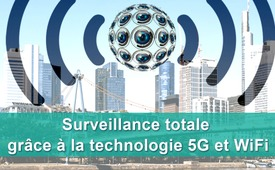 Surveillance totale
grâce à la technologie 5G et WiFi